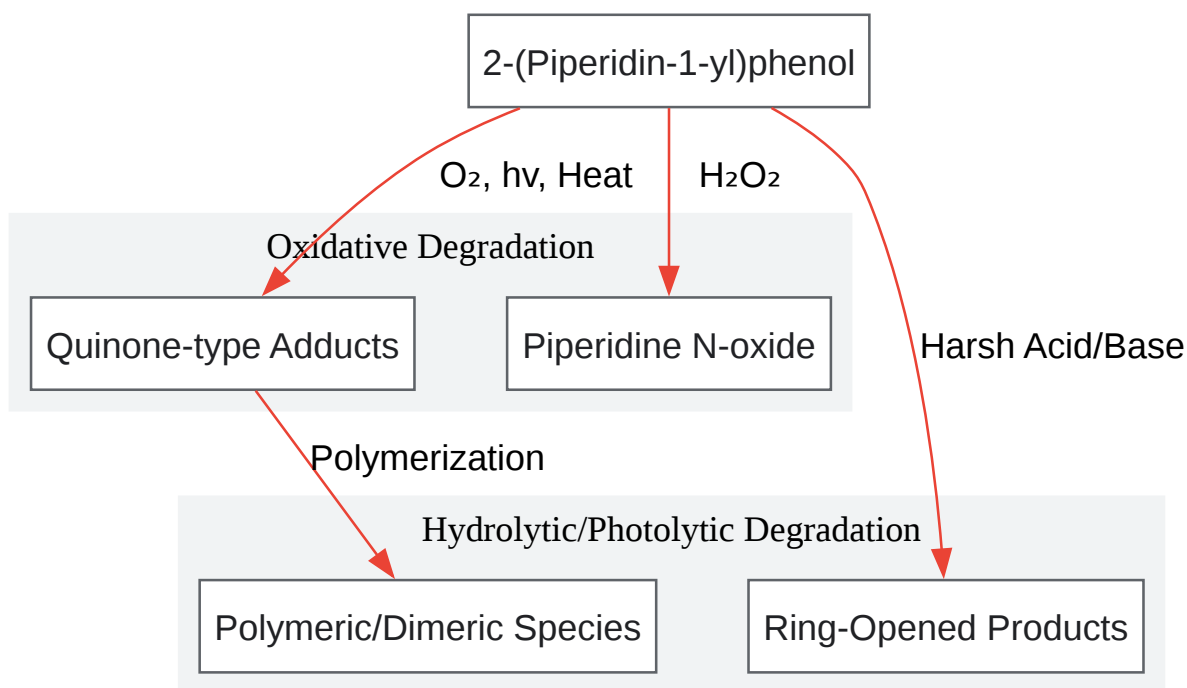 2-(Piperidin-1-yl)phenol
O₂, hv, Heat
H₂O₂
Oxidative Degradation
Quinone-type Adducts
Piperidine N-oxide
Harsh Acid/Base
Polymerization
Hydrolytic/Photolytic Degradation
Polymeric/Dimeric Species
Ring-Opened Products